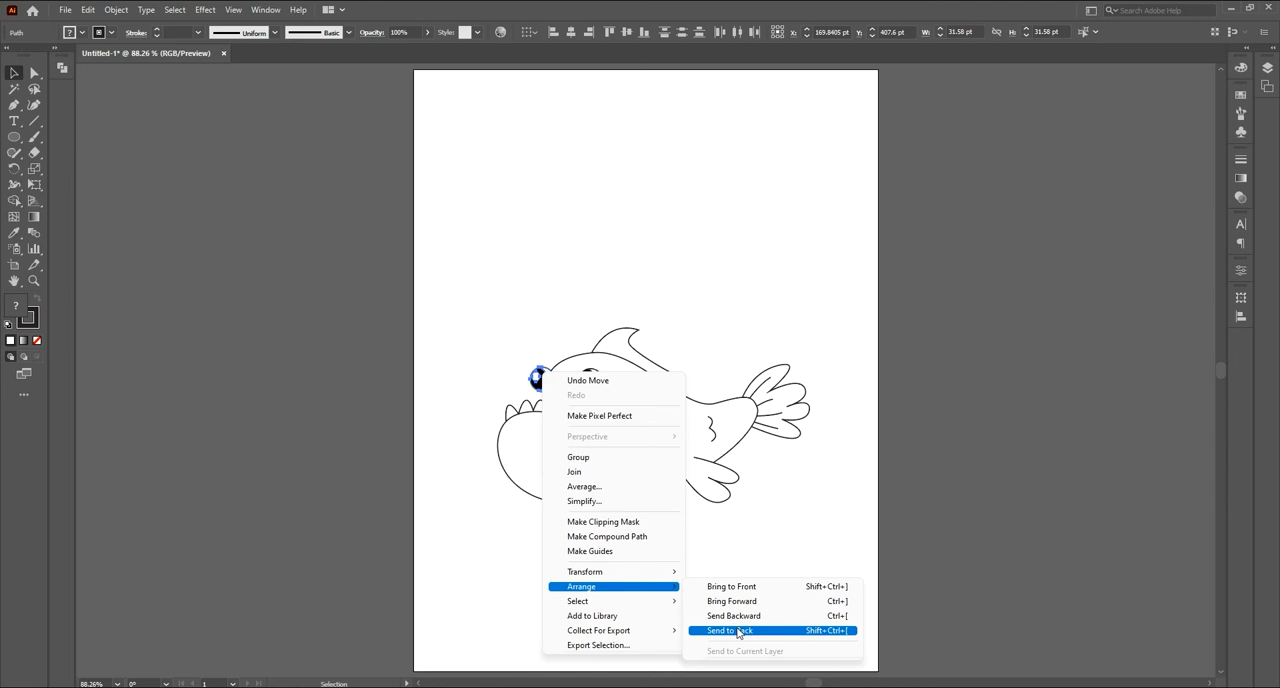 Ai File Edit Object Type Select Effect View Window Help Search Adobe Help
Path ? Stroke: Uniform Basic Opacity: 100% Style: X: 169.8405 pt Y: 407.6 pt W: 31.58 pt H: 31.58 pt
Untitled-1* @ 88.26 % (RGB/Preview) ×
Undo Move
Redo
Make Pixel Perfect
Perspective
Group
Join
Average...
Simplify...
Make Clipping Mask
Make Compound Path
Make Guides
Transform
Arrange
Select
Add to Library
Collect For Export
Export Selection...
Bring to Front Shift+Ctrl+]
Bring Forward Ctrl+]
Send Backward Ctrl+[
Send to Back Shift+Ctrl+[
Send to Current Layer
88.26% 0° 1 Selection